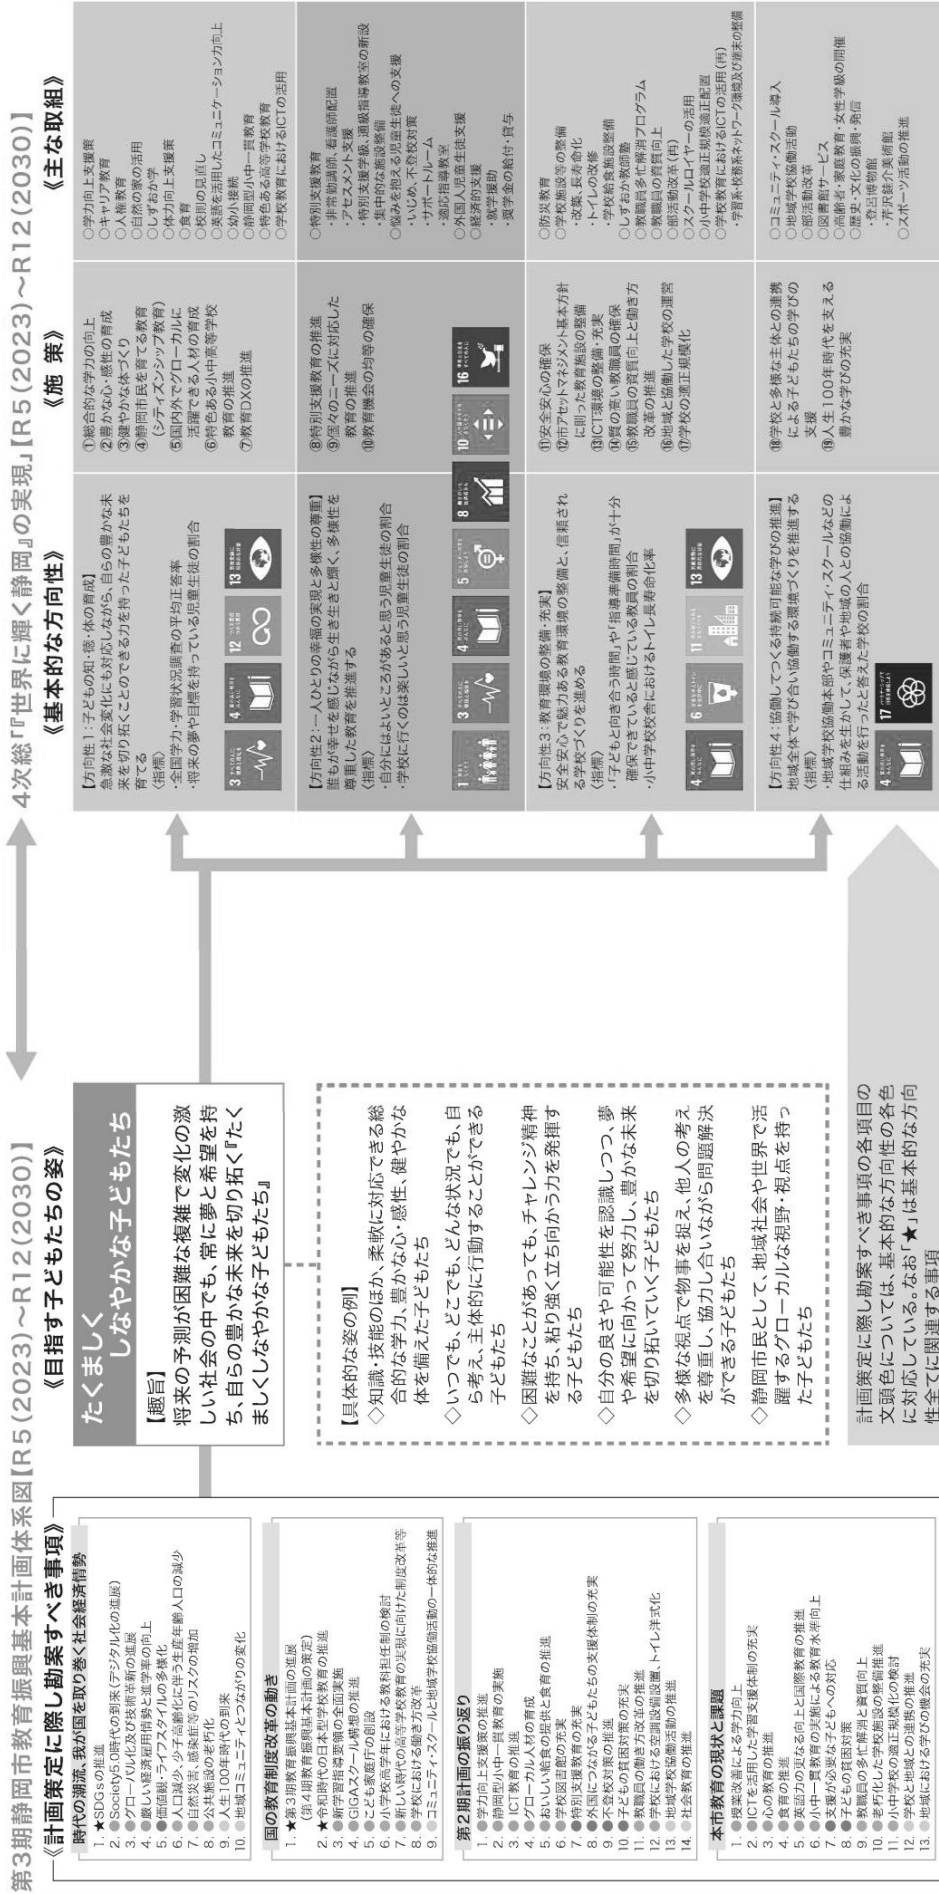 第3期静岡市教育振興基本計画体系図【R5(2023)～R12(2030)】
4次総『「世界に輝く静岡」の実現』【R5(2023)～R12(2030)】
《計画策定に際し勘案すべき事項》
時代の潮流、我が国を取り巻く社会経済情勢
1. ★SDGsの推進
2. ●Society5.0時代の到来(デジタル化の進展)
3. ●グローバル化及び技術革新の進展
4. ●厳しい経済雇用情勢と進学率の向上
5. ●価値観・ライフスタイルの多様化
6. ●人口減少、少子高齢化に伴う生産年齢人口の減少
7. ●自然災害、感染症等のリスクの増加
8. ●公共施設の老朽化
9. ●人生100年時代の到来
10. ●地域コミュニティとつながりの変化
国の教育制度改革の動き
1. ★第3期教育振興基本計画の進展
(第4期教育振興基本計画の策定)
2. ★令和時代の日本型学校教育の推進
3. ●新学習指導要領の全面実施
4. ●GIGAスクール構想の推進
5. ●こども家庭庁の創設
6. ●小学校高学年における教科担任制の検討
7. ●新しい時代の高等学校教育の実現に向けた制度改革等
8. ●学校における働き方改革
9. ●コミュニティ・スクールと地域学校協働活動の一体的な推進
第2期計画の振り返り
1. ●学力向上支援策の推進
2. ●静岡型小中一貫教育の実施
3. ●ICT教育の推進
4. ●グローカル人材の育成
5. ●おいしい給食の提供と食育の推進
6. ●学校図書館の充実
7. ●特別支援教育の充実
8. ●外国につながる子どもたちの支援体制の充実
9. ●不登校対策の推進
10. ●子どもの貧困対策の充実
11. ●教職員の働き方改革の推進
12. ●学校における空調設備設置、トイレ洋式化
13. ●地域学校協働活動の推進
14. ●社会教育の推進
本市教育の現状と課題
1. ●授業改善による学力向上
2. ●ICTを活用した学習支援体制の充実
3. ●心の教育の推進
4. ●食育の推進
5. ●英語力の更なる向上と国際教育の推進
6. ●小中一貫教育の実施による教育水準向上
7. ●支援が必要な子どもへの対応
8. ●子どもの貧困対策
9. ●教職員の多忙解消と資質向上
10. ●老朽化した学校施設の整備推進
11. ●小中学校の適正規模化の検討
12. ●学校と地域との連携の推進
13. ●地域における学びの機会の充実
《目指す子どもたちの姿》
たくましく
しなやかな子どもたち
【趣旨】
将来の予測が困難な複雑で変化の激
しい社会の中でも、常に夢と希望を持
ち、自らの豊かな未来を切り拓く『たく
ましくしなやかな子どもたち』
【具体的な姿の例】
◇知識・技能のほか、柔軟に対応できる総
合的な学力、豊かな心・感性、健やかな
体を備えた子どもたち
◇いつでも、どこでも、どんな状況でも、自
ら考え、主体的に行動することができる
子どもたち
◇困難なことがあっても、チャレンジ精神
を持ち、粘り強く立ち向かう力を発揮す
る子どもたち
◇自分の良さや可能性を認識しつつ、夢
や希望に向かって努力し、豊かな未来
を切り拓いていく子どもたち
◇多様な視点で物事を捉え、他人の考え
を尊重し、協力し合いながら問題解決
ができる子どもたち
◇静岡市民として、地域社会や世界で活
躍するグローカルな視野・視点を持っ
た子どもたち
計画策定に際し勘案すべき事項の各項目の
文頭色については、基本的な方向性の各色
に対応している。なお「★」は基本的な方向
性全てに関連する事項
《基本的な方向性》
【方向性1：子どもの知・徳・体の育成】
急激な社会変化にも対応しながら、自らの豊かな未
来を切り拓くことのできる力を持った子どもたちを
育てる
〈指標〉
・全国学力・学習状況調査の平均正答率
・将来の夢や目標を持っている児童生徒の割合
3
4
12
13
【方向性2：一人ひとりの幸福の実現と多様性の尊重】
誰もが幸せを感じながら生き生きと輝く、多様性を
尊重した教育を推進する
〈指標〉
・自分にはよいところがあると思う児童生徒の割合
・学校に行くのは楽しいと思う児童生徒の割合
1
3
4
5
8
10
16
【方向性3：教育環境の整備・充実】
安全安心で魅力ある教育環境の整備と、信頼され
る学校づくりを進める
〈指標〉
・「子どもと向き合う時間」や「指導準備時間」が十分
確保できていると感じている教員の割合
・小中学校校舎におけるトイレ長寿命化率
4
6
11
13
【方向性4：協働してつくる持続可能な学びの推進】
地域全体で学び合い協働する環境づくりを推進する
〈指標〉
・地域学校協働本部やコミュニティ・スクールなどの
仕組みを生かして、保護者や地域の人との協働によ
る活動を行ったと答えた学校の割合
4
17
《施 策》
①総合的な学力の向上
②豊かな心・感性の育成
③健やかな体づくり
④静岡市民を育てる教育
(シティズンシップ教育)
⑤国内外でグローカルに
活躍できる人材の育成
⑥特色ある小中高等学校
教育の推進
⑦教育DXの推進
⑧特別支援教育の推進
⑨個々のニーズに対応した
教育の推進
⑩教育機会の均等の確保
⑪安全安心の確保
⑫市アセットマネジメント基本方針
に則った教育施設の整備
⑬ICT環境の整備・充実
⑭質の高い教職員の確保
⑮教職員の資質向上と働き方
改革の推進
⑯地域と協働した学校の運営
⑰学校の適正規模化
⑱学校と多様な主体との連携
による子どもたちの学びの
支援
⑲人生100年時代を支える
豊かな学びの充実
《主な取組》
○学力向上支援策
○キャリア教育
○人権教育
○自然の家の活用
○しずおか学
○体力向上支援策
○食育
○校則の見直し
○英語を活用したコミュニケーション力向上
○幼小接続
○静岡型小中一貫教育
○特色ある高等学校教育
○学校教育におけるICTの活用
○特別支援教育
・非常勤講師、看護師配置
・アセスメント支援
・特別支援学級、通級指導教室の新設
・集中的な施設整備
○悩みを抱える児童生徒への支援
・いじめ、不登校対策
・サポートルーム
・適応指導教室
○外国人児童生徒支援
○経済的支援
・就学援助
・奨学金の給付・貸与
○防災教育
○学校施設等の整備
・改築、長寿命化
・トイレの改修
・学校給食施設整備
○しずおか教師塾
○教職員多忙解消プログラム
○教職員の資質向上
○部活動改革(再)
○スクールロイヤーの活用
○小中学校適正規模適正配置
○学校教育におけるICTの活用(再)
・学習系・校務系ネットワーク環境及び端末の整備
○コミュニティ・スクール導入
○地域学校協働活動
○部活動改革
○図書館サービス
○高齢者・家庭教育・女性学級の開催
○歴史・文化の振興・発信
・登呂博物館
・芹沢銈介美術館
○スポーツ活動の推進